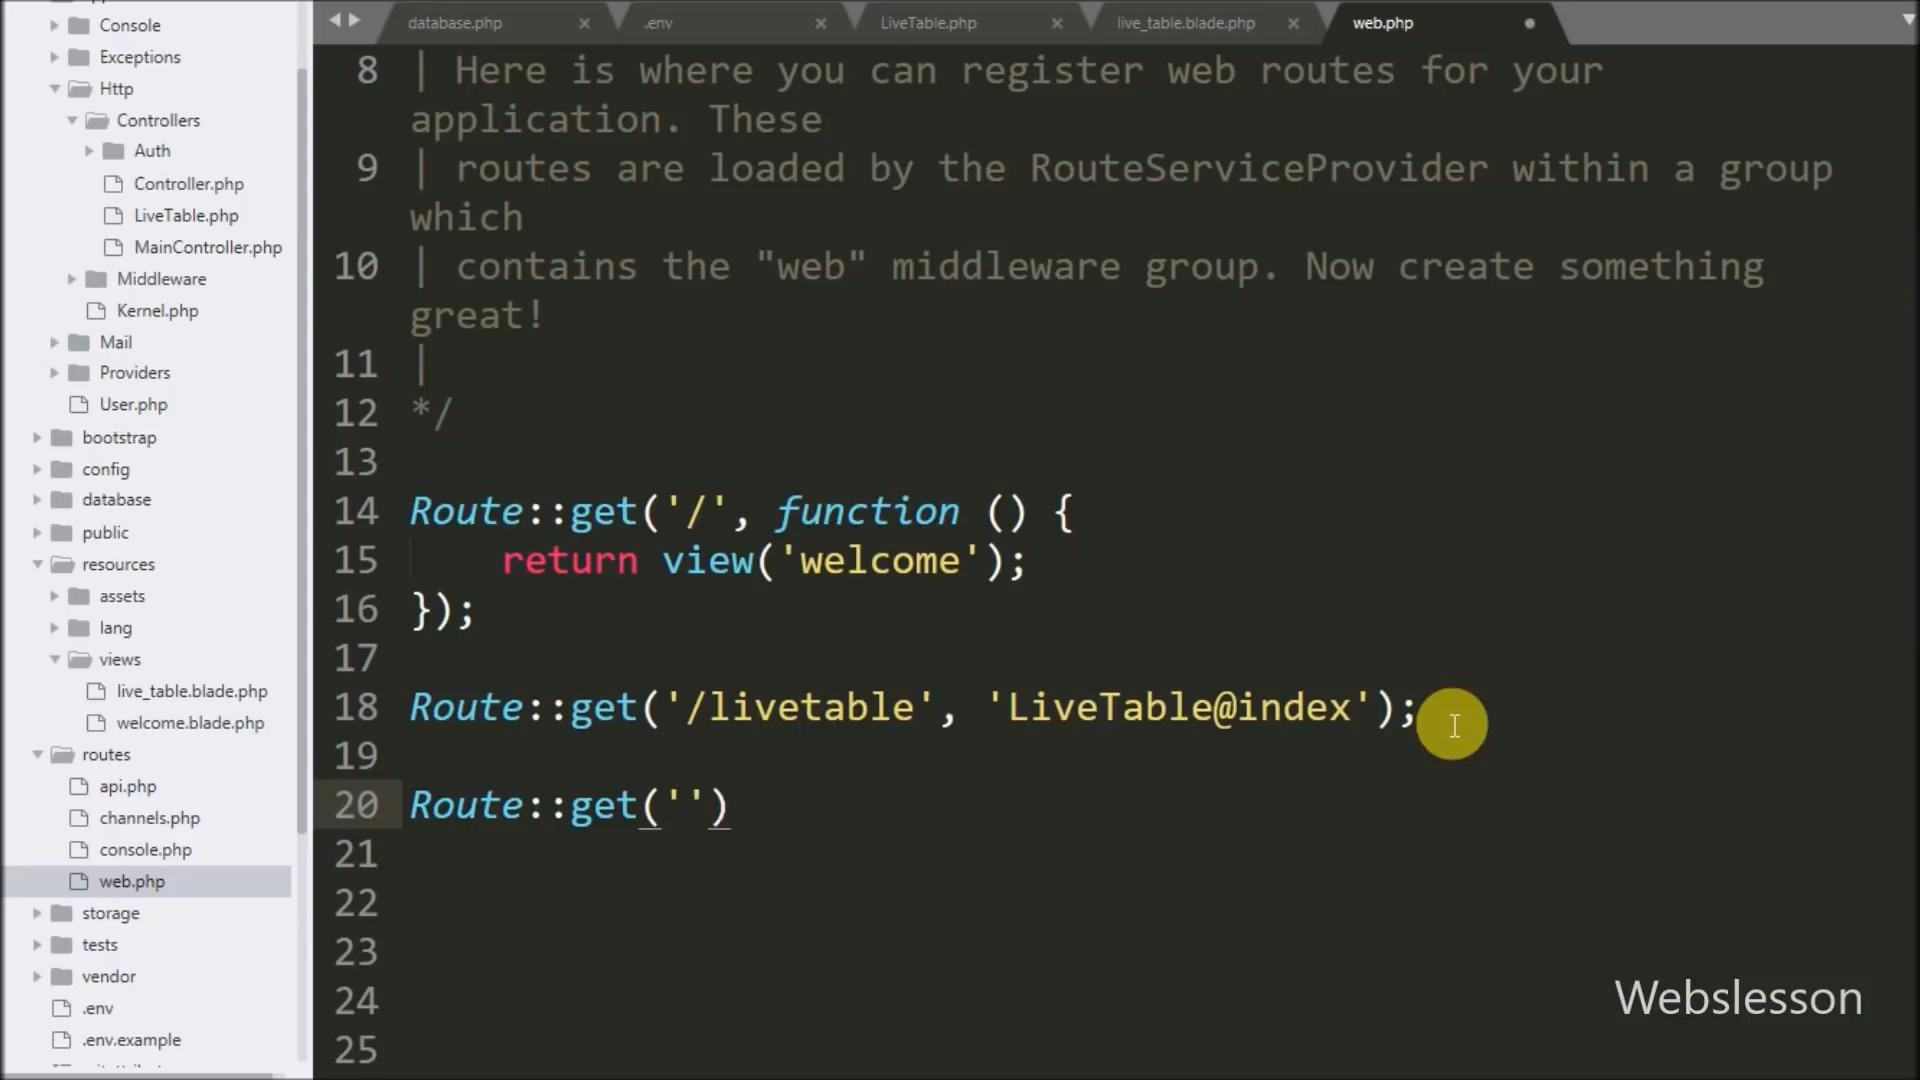 database.php
.env
LiveTable.php
live_table.blade.php
web.php
Console
Exceptions
Http
Controllers
Auth
Controller.php
LiveTable.php
MainController.php
Middleware
Kernel.php
Mail
Providers
User.php
bootstrap
config
database
public
resources
assets
lang
views
live_table.blade.php
welcome.blade.php
routes
api.php
channels.php
console.php
web.php
storage
tests
vendor
.env
.env.example
8 | Here is where you can register web routes for your
application. These
9 | routes are loaded by the RouteServiceProvider within a group
which
10 | contains the "web" middleware group. Now create something
great!
11 |
12 */
13
14 Route::get('/', function () {
15 return view('welcome');
16 });
17
18 Route::get('/livetable', 'LiveTable@index');
19
20 Route::get('')
21
22
23
24
25
Webslesson